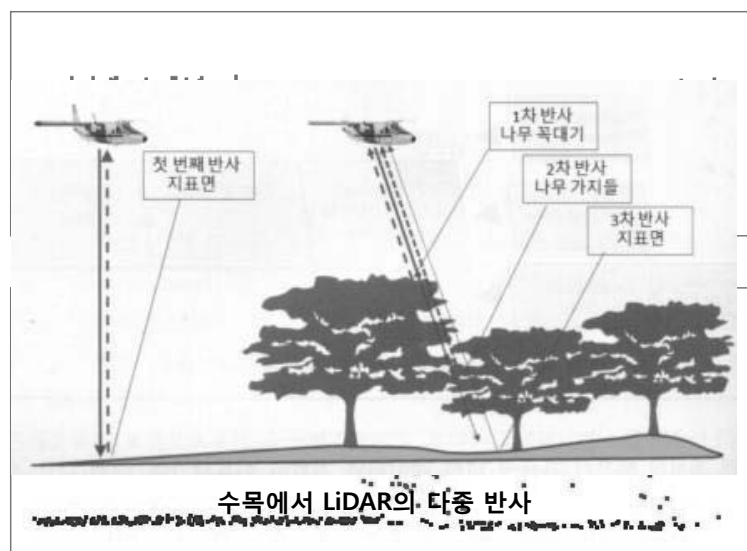 첫 번째 반사
지표면
1차 반사
나무 꼭대기
2차 반사
나무 가지들
3차 반사
지표면
수목에서 LiDAR의 다중 반사